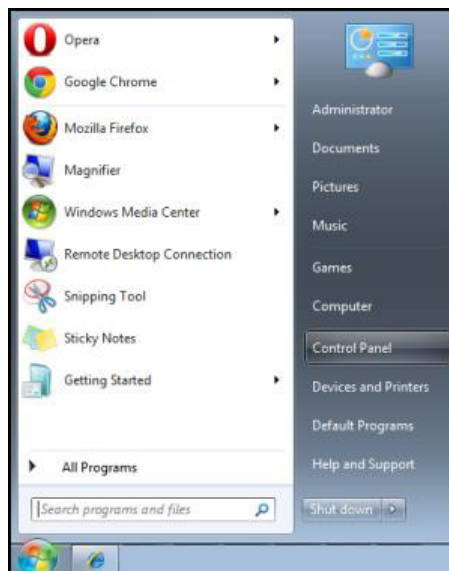 Opera
Google Chrome
Mozilla Firefox
Magnifier
Windows Media Center
Remote Desktop Connection
Snipping Tool
Sticky Notes
Getting Started
All Programs
Search programs and files
Administrator
Documents
Pictures
Music
Games
Computer
Control Panel
Devices and Printers
Default Programs
Help and Support
Shut down